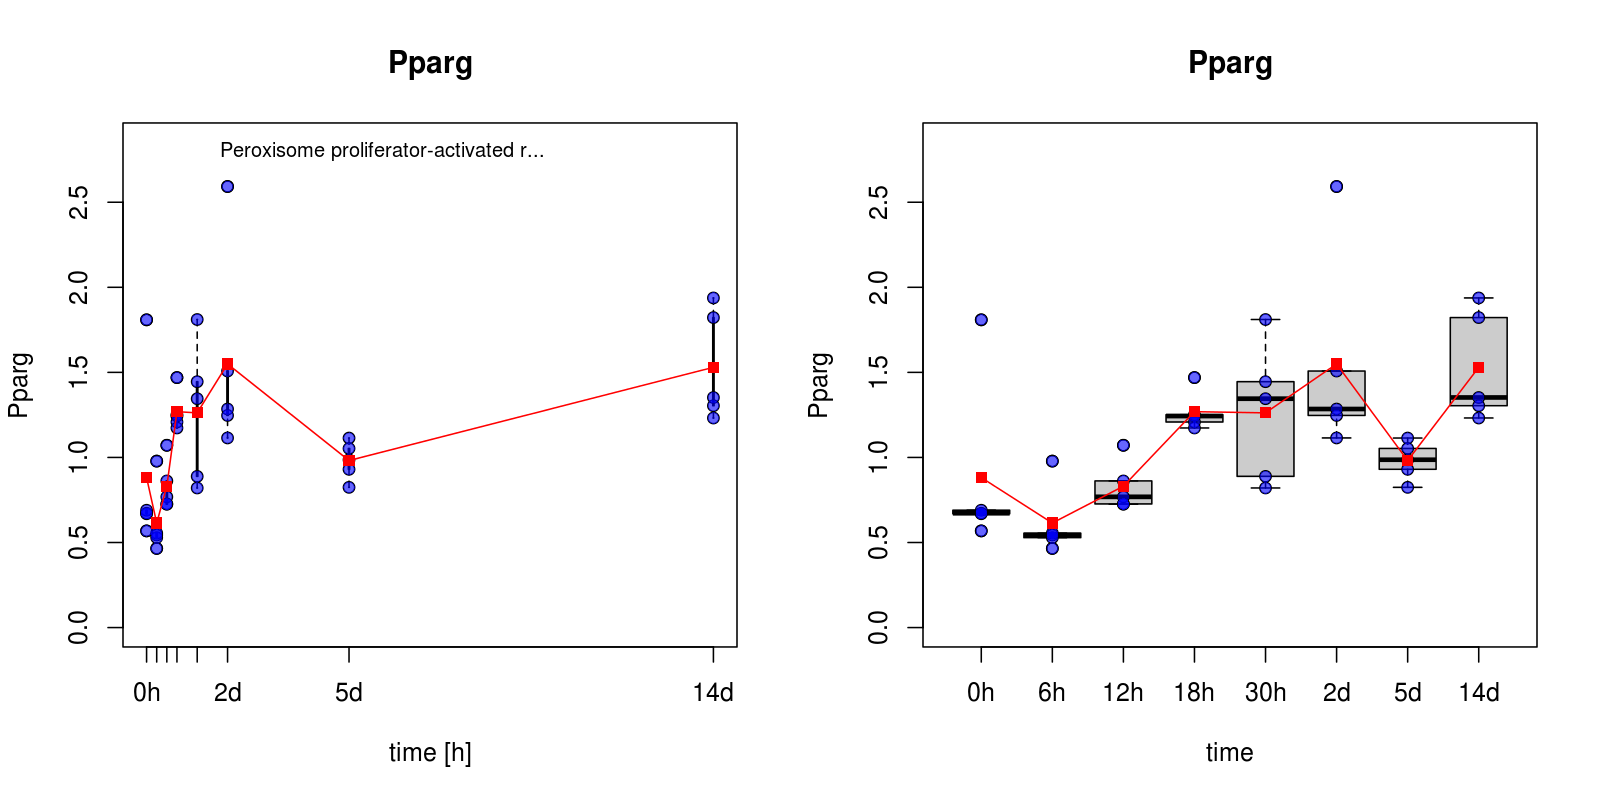 Pparg
Peroxisome proliferator-activated r...
Pparg
2.5
2.0
1.5
1.0
0.5
0.0
0h 2d 5d 14d
time [h]
Pparg
Pparg
2.5
2.0
1.5
1.0
0.5
0.0
0h 6h 12h 18h 30h 2d 5d 14d
time